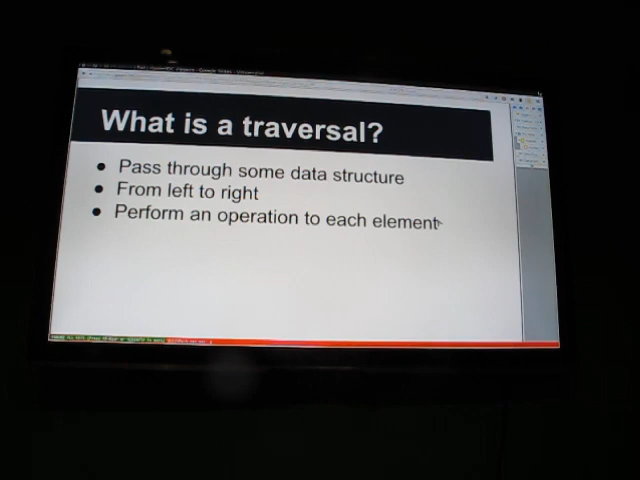 What is a traversal?
● Pass through some data structure
● From left to right
● Perform an operation to each element